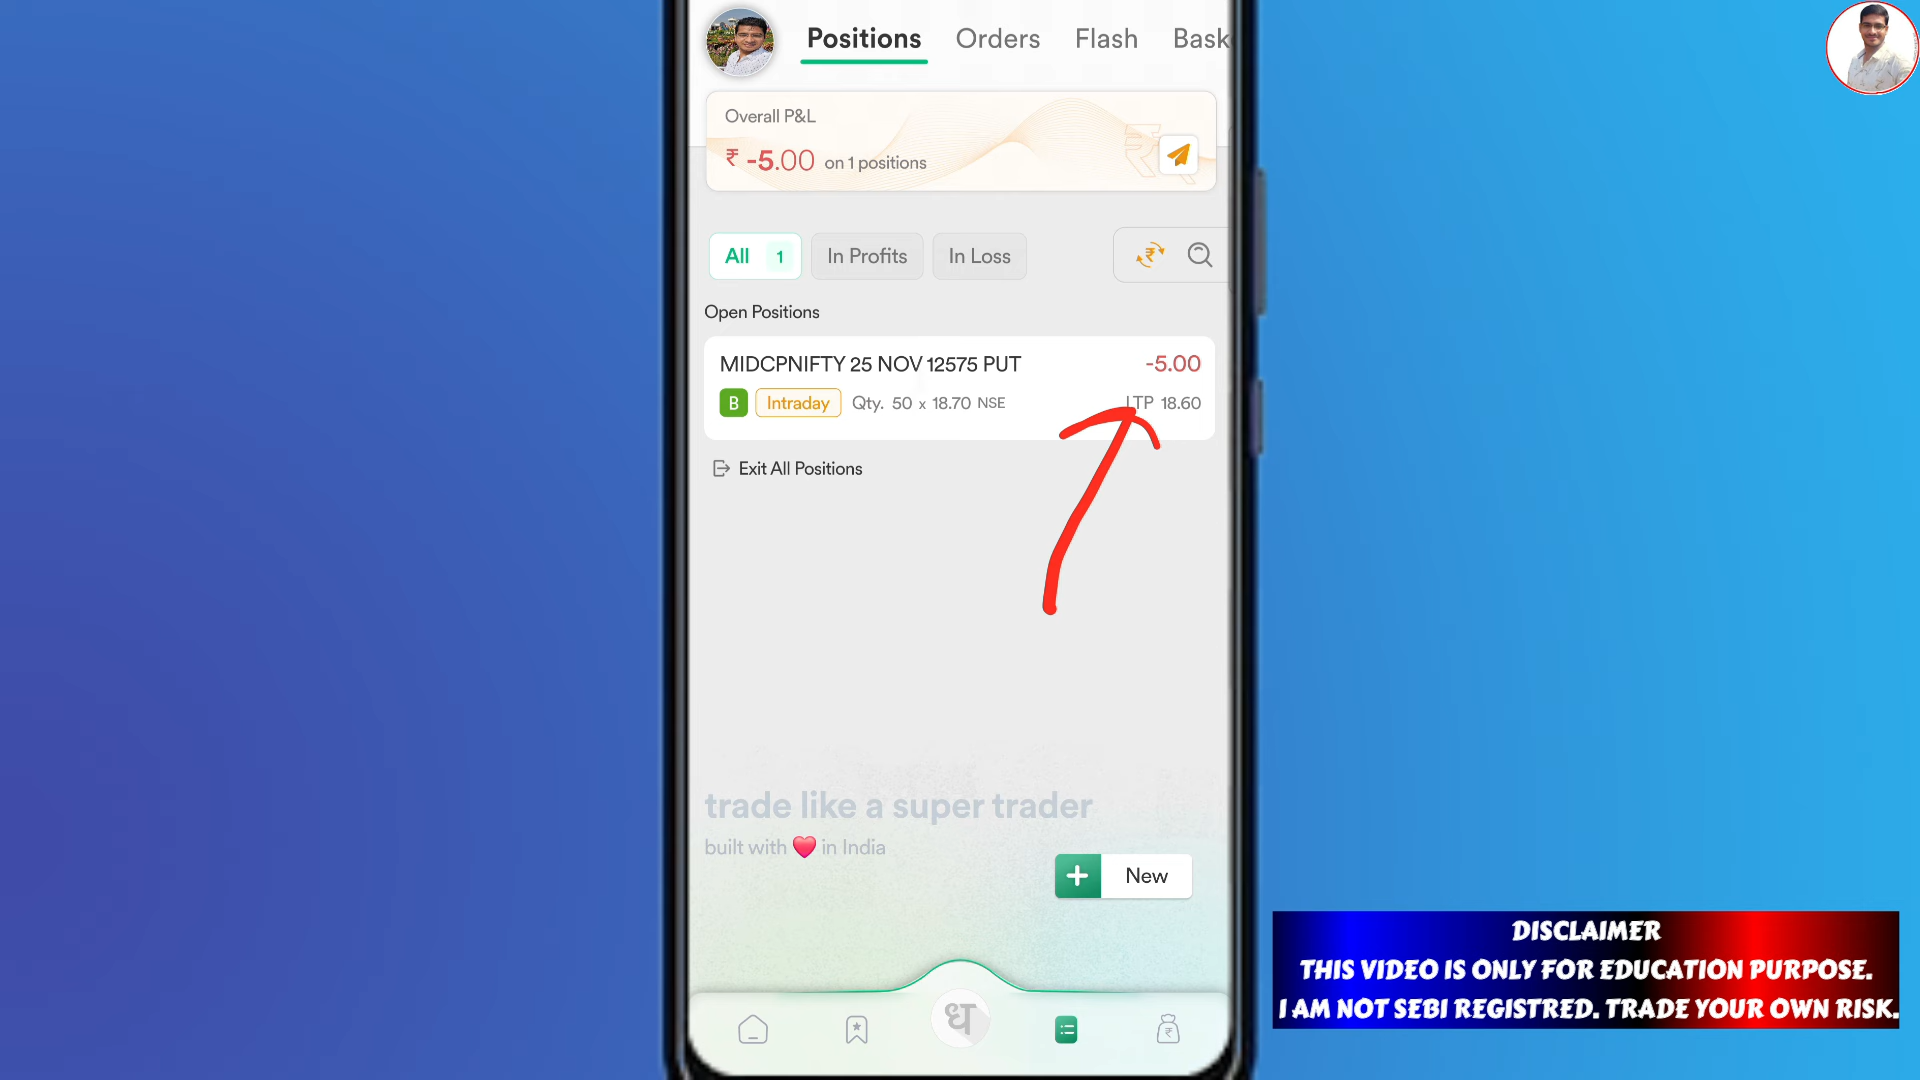 Positions Orders Flash Bask
Overall P&L
₹ -5.00 on 1 positions
All 1 In Profits In Loss
Open Positions
MIDCPNIFTY 25 NOV 12575 PUT -5.00
B Intraday Qty. 50 x 18.70 NSE LTP 18.60
Exit All Positions
trade like a super trader
built with ❤️ in India
+ New
ध
DISCLAIMER
THIS VIDEO IS ONLY FOR EDUCATION PURPOSE.
I AM NOT SEBI REGISTRED. TRADE YOUR OWN RISK.